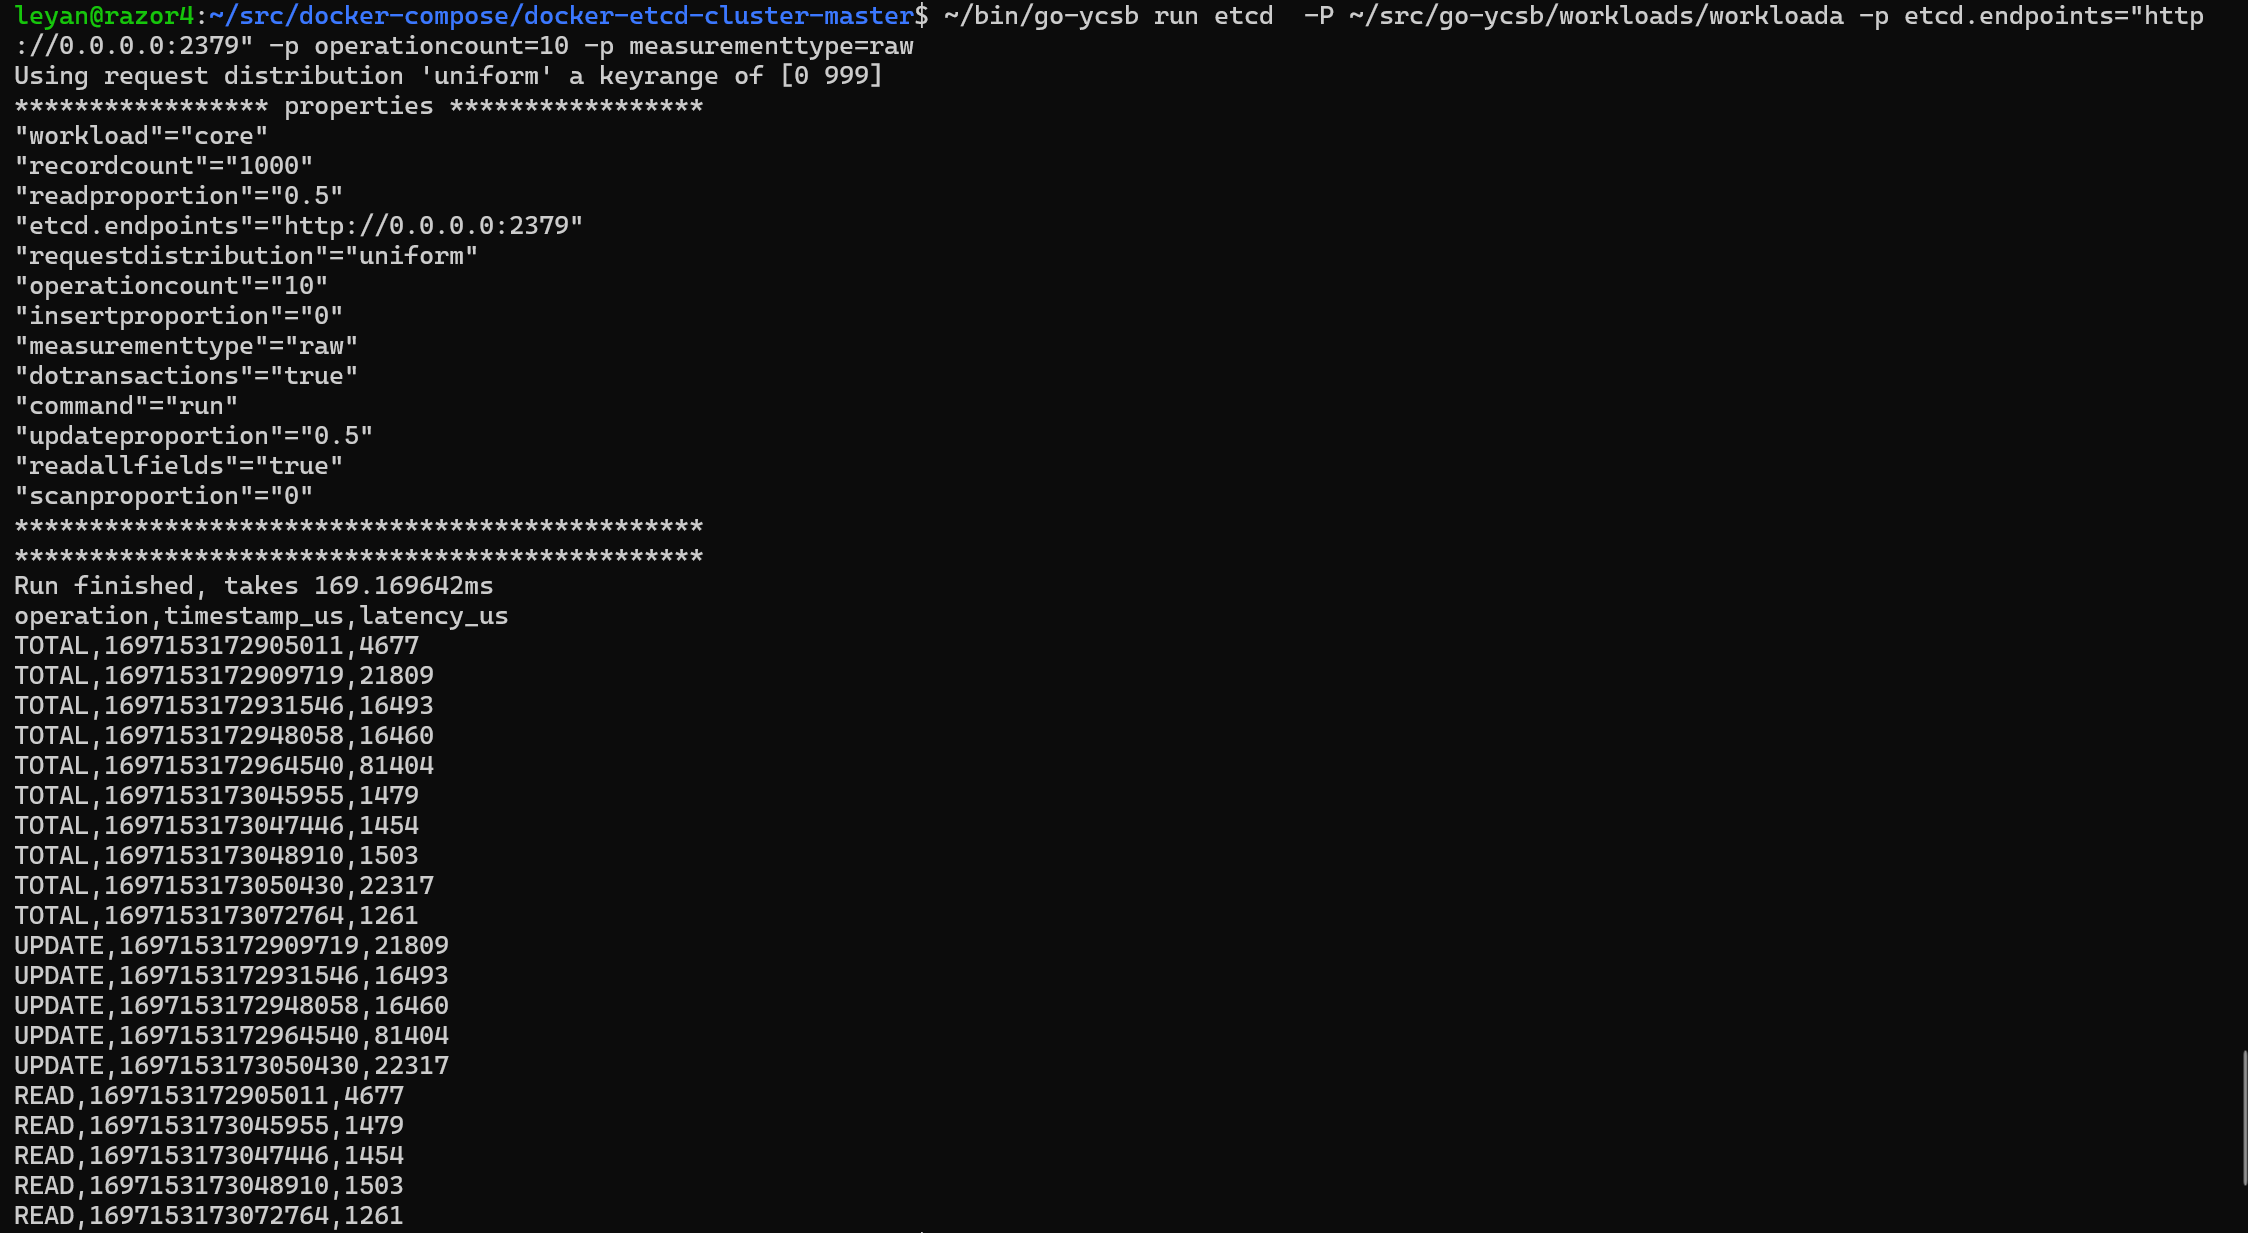 leyan@razor4:~/src/docker-compose/docker-etcd-cluster-master$ ~/bin/go-ycsb run etcd  -P ~/src/go-ycsb/workloads/workloada -p etcd.endpoints="http
://0.0.0.0:2379" -p operationcount=10 -p measurementtype=raw
Using request distribution 'uniform' a keyrange of [0 999]
***************** properties *****************
"workload"="core"
"recordcount"="1000"
"readproportion"="0.5"
"etcd.endpoints"="http://0.0.0.0:2379"
"requestdistribution"="uniform"
"operationcount"="10"
"insertproportion"="0"
"measurementtype"="raw"
"dotransactions"="true"
"command"="run"
"updateproportion"="0.5"
"readallfields"="true"
"scanproportion"="0"
**********************************************
**********************************************
Run finished, takes 169.169642ms
operation,timestamp_us,latency_us
TOTAL,1697153172905011,4677
TOTAL,1697153172909719,21809
TOTAL,1697153172931546,16493
TOTAL,1697153172948058,16460
TOTAL,1697153172964540,81404
TOTAL,1697153173045955,1479
TOTAL,1697153173047446,1454
TOTAL,1697153173048910,1503
TOTAL,1697153173050430,22317
TOTAL,1697153173072764,1261
UPDATE,1697153172909719,21809
UPDATE,1697153172931546,16493
UPDATE,1697153172948058,16460
UPDATE,1697153172964540,81404
UPDATE,1697153173050430,22317
READ,1697153172905011,4677
READ,1697153173045955,1479
READ,1697153173047446,1454
READ,1697153173048910,1503
READ,1697153173072764,1261